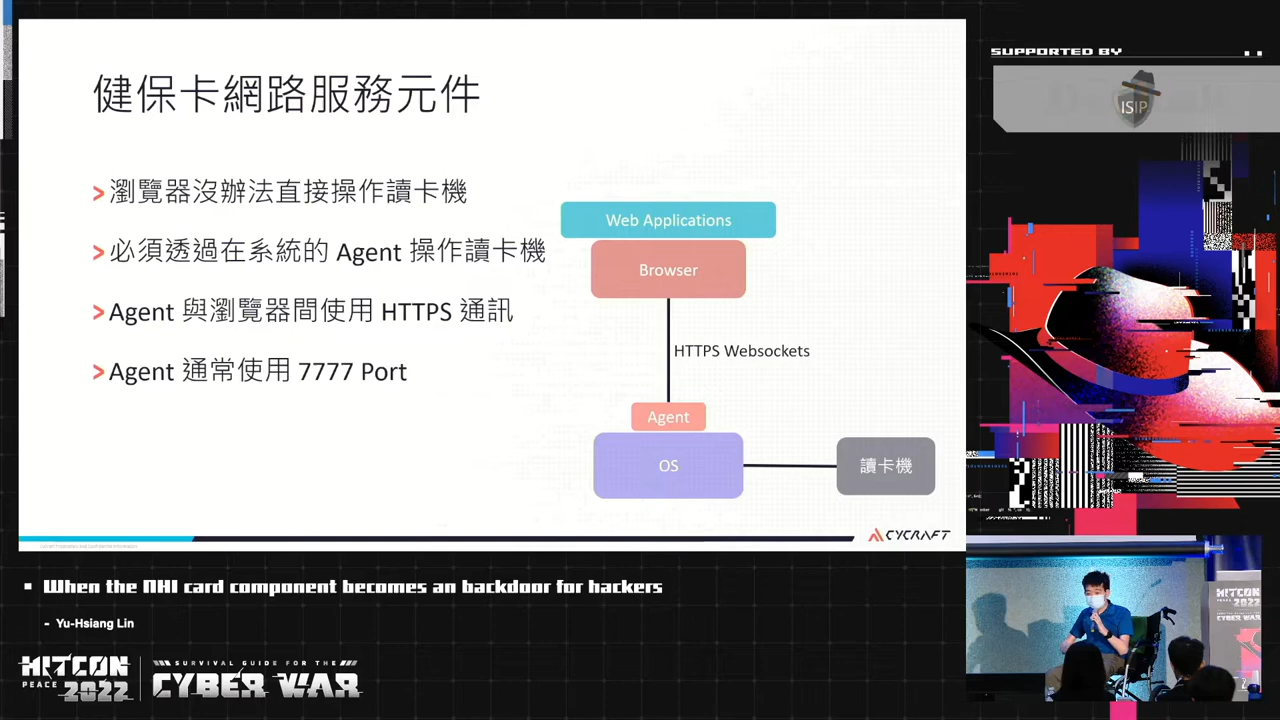 健保卡網路服務元件
>瀏覽器沒辦法直接操作讀卡機
>必須透過在系統的 Agent 操作讀卡機
>Agent 與瀏覽器間使用 HTTPS 通訊
>Agent 通常使用 7777 Port
Web Applications
Browser
HTTPS Websockets
Agent
OS
讀卡機
CYCRAFT
SUPPORTED BY
ISIP
When the NHI card component becomes an backdoor for hackers
- Yu-Hsiang Lin
HITCON
PEACE 2022
SURVIVAL GUIDE FOR THE
CYBER WAR
HITCON
2022
CYBER WAR